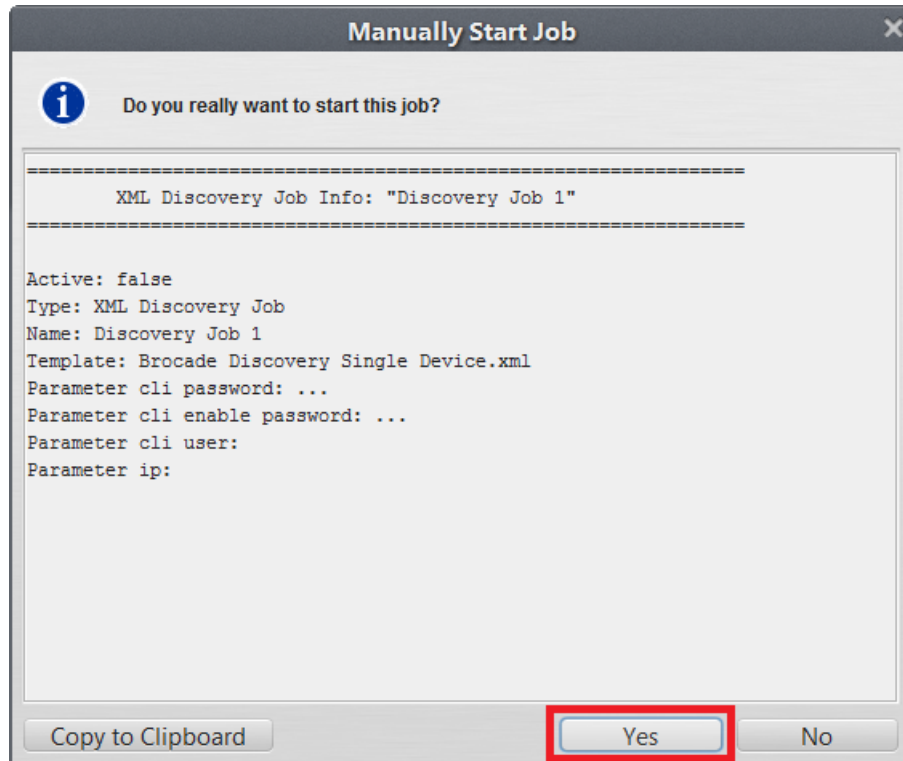 Manually Start Job
Do you really want to start this job?
================================================================
XML Discovery Job Info: "Discovery Job 1"
================================================================
Active: false
Type: XML Discovery Job
Name: Discovery Job 1
Template: Brocade Discovery Single Device.xml
Parameter cli password: ...
Parameter cli enable password: ...
Parameter cli user:
Parameter ip:
Copy to Clipboard Yes No